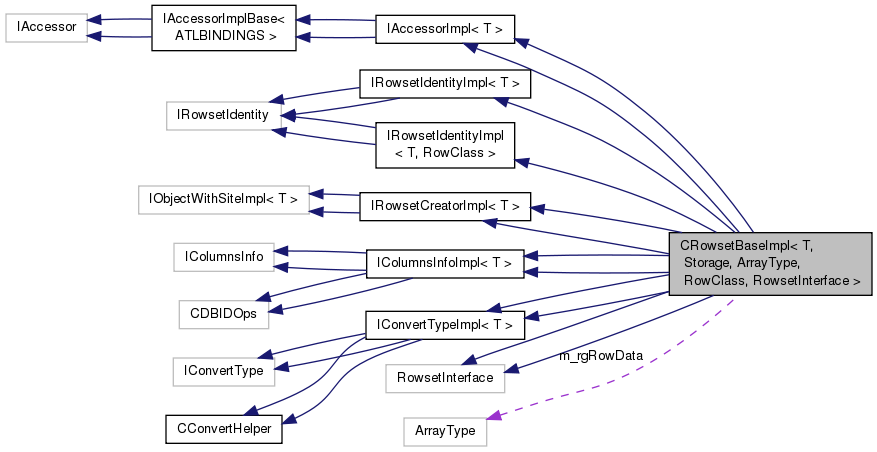 IAccessor
IAccessorImplBase<
ATLBINDINGS >
IAccessorImpl< T >
IRowsetIdentityImpl< T >
IRowsetIdentity
IRowsetIdentityImpl
< T, RowClass >
IObjectWithSiteImpl< T >
IRowsetCreatorImpl< T >
IColumnsInfo
IColumnsInfoImpl< T >
CRowsetBaseImpl< T,
Storage, ArrayType,
RowClass, RowsetInterface >
CDBIDOps
IConvertTypeImpl< T >
m_rgRowData
IConvertType
RowsetInterface
CConvertHelper
ArrayType